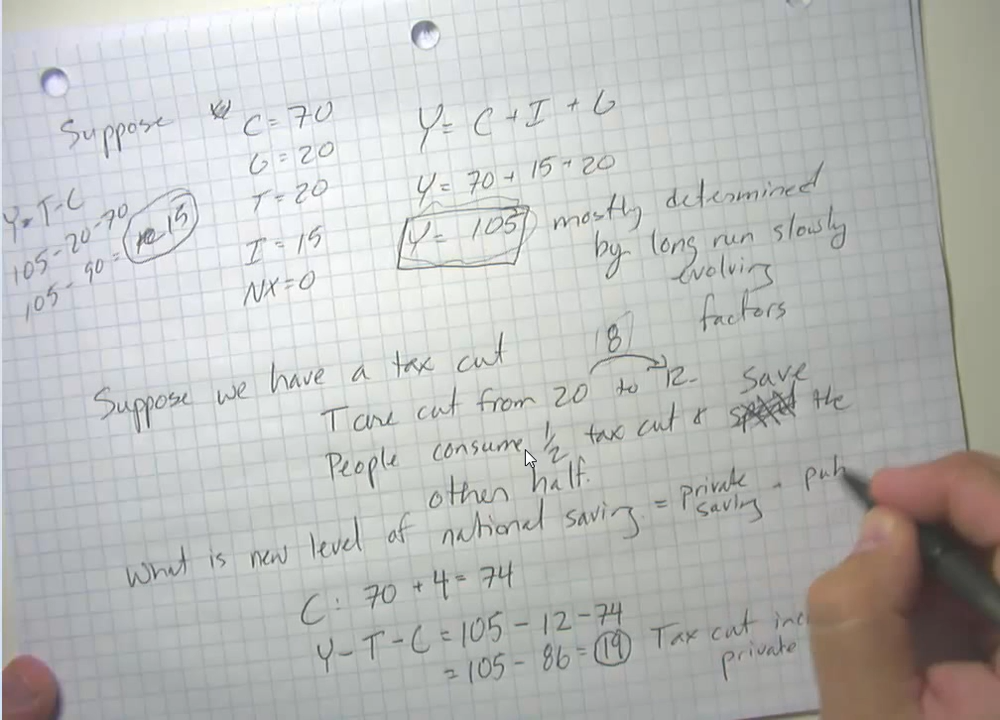 Suppose
C = 70
G = 20
T = 20
I = 15
NX = 0
Y = C + I + G
Y = 70 + 15 + 20
Y = 105
mostly determined
by long run slowly
evolving
factors
Y - T - C
105 - 20 - 70
105 - 90 = 15
Suppose we have a tax cut
8
T are cut from 20 to 12.
People consume 1/2 tax cut & save the
other half.
What is new level of national saving = private saving - pub
C: 70 + 4 = 74
Y - T - C = 105 - 12 - 74
= 105 - 86 = 19
Tax cut inc
private